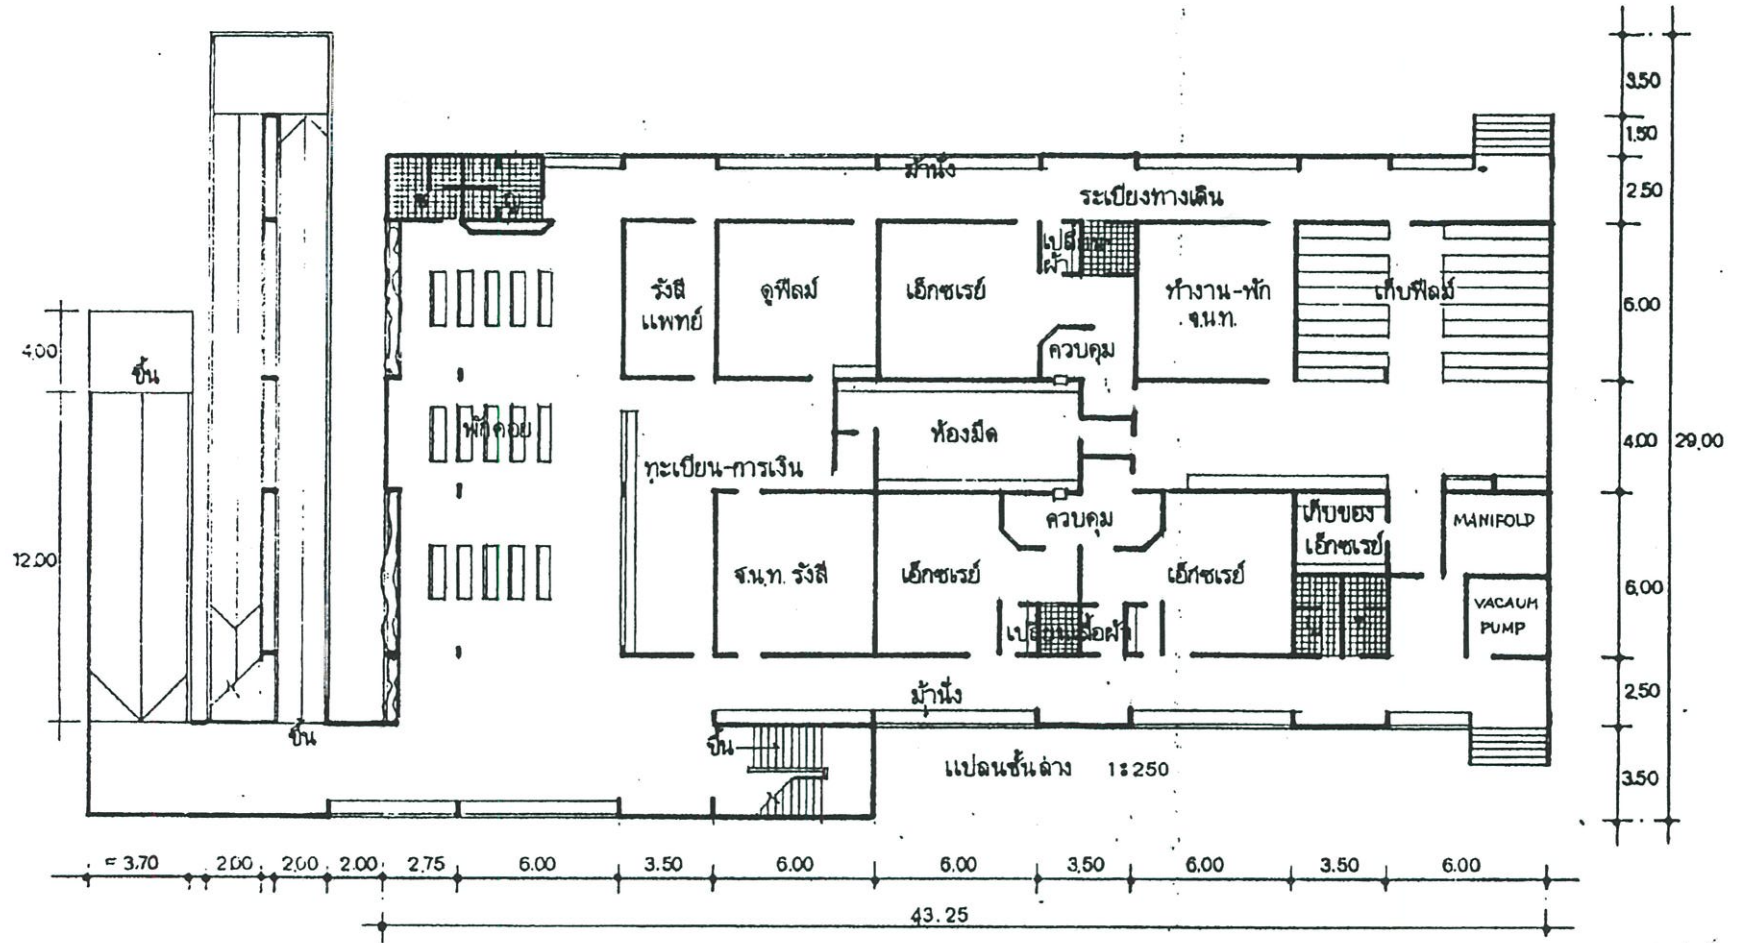 3.50
1.50
ม้านั่ง
ระเบียงทางเดิน
2.50
ช
ญ
เปลี่ยน
ผ้า
รังสี
แพทย์
ดูฟิลม์
เอ็กซเรย์
ทำงาน-พัก
จ.น.ท.
เก็บฟิลม์
6.00
ควบคุม
4.00
ขึ้น
พักคอย
ห้องมืด
4.00
29.00
ทะเบียน-การเงิน
ควบคุม
เก็บของ
เอ็กซเรย์
MANIFOLD
12.00
จ.น.ท. รังสี
เอ็กซเรย์
เอ็กซเรย์
6.00
VACAUM
PUMP
เปลี่ยนเสื้อผ้า
ม้านั่ง
2.50
ขึ้น
ขึ้น
แปลนชั้นล่าง 1:250
3.50
= 3.70 2.00 2.00 2.00 2.75 6.00 3.50 6.00 6.00 3.50 6.00 3.50 6.00
43.25